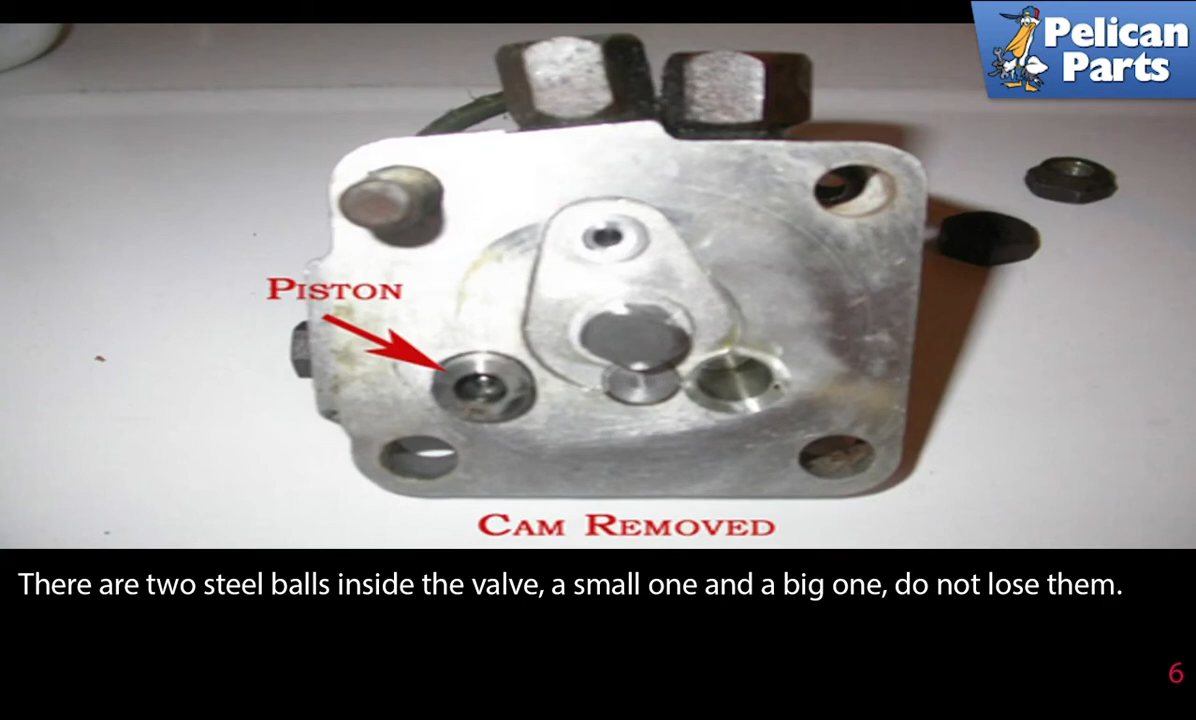 Pelican
Parts
PISTON
CAM REMOVED
There are two steel balls inside the valve, a small one and a big one, do not lose them.
6